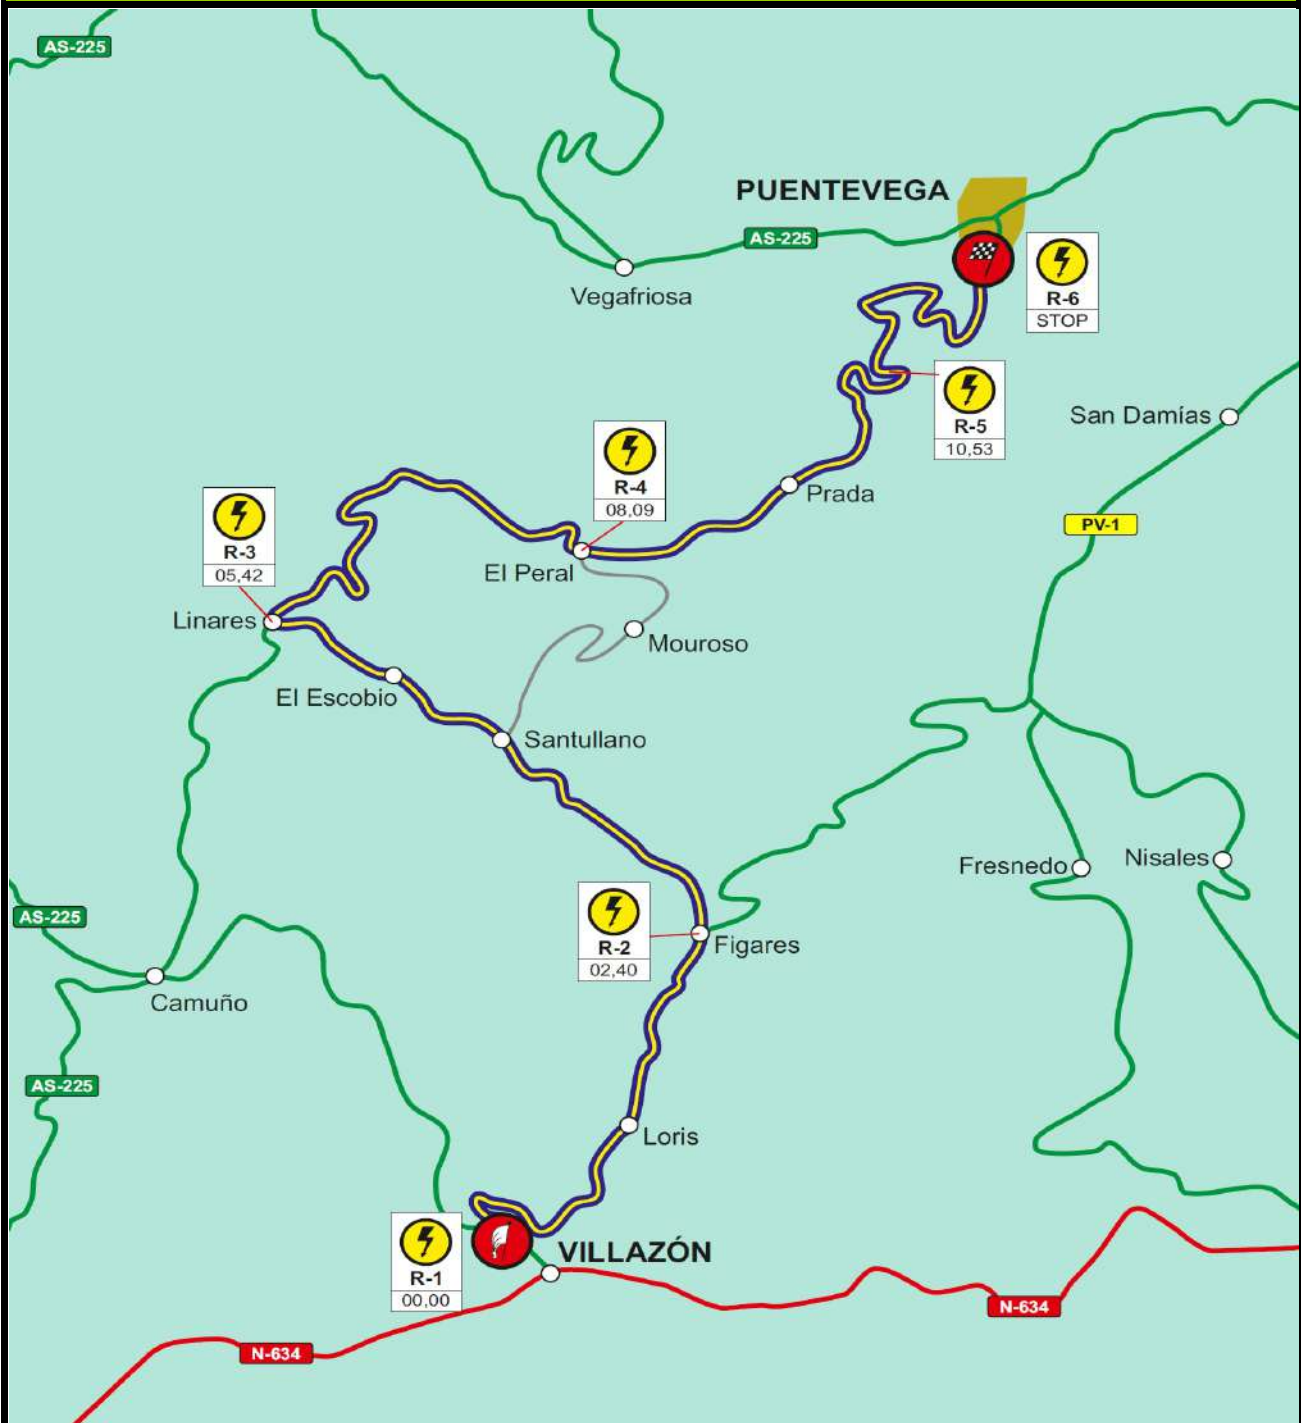 AS-225
PUENTEVEGA
AS-225
Vegafriosa
R-6
STOP
San Damías
R-5
10,53
R-4
08,09
Prada
PV-1
R-3
05,42
El Peral
Linares
Mouroso
El Escobio
Santullano
Fresnedo
Nisales
AS-225
R-2
02,40
Figares
Camuño
AS-225
Loris
VILLAZÓN
R-1
00,00
N-634
N-634